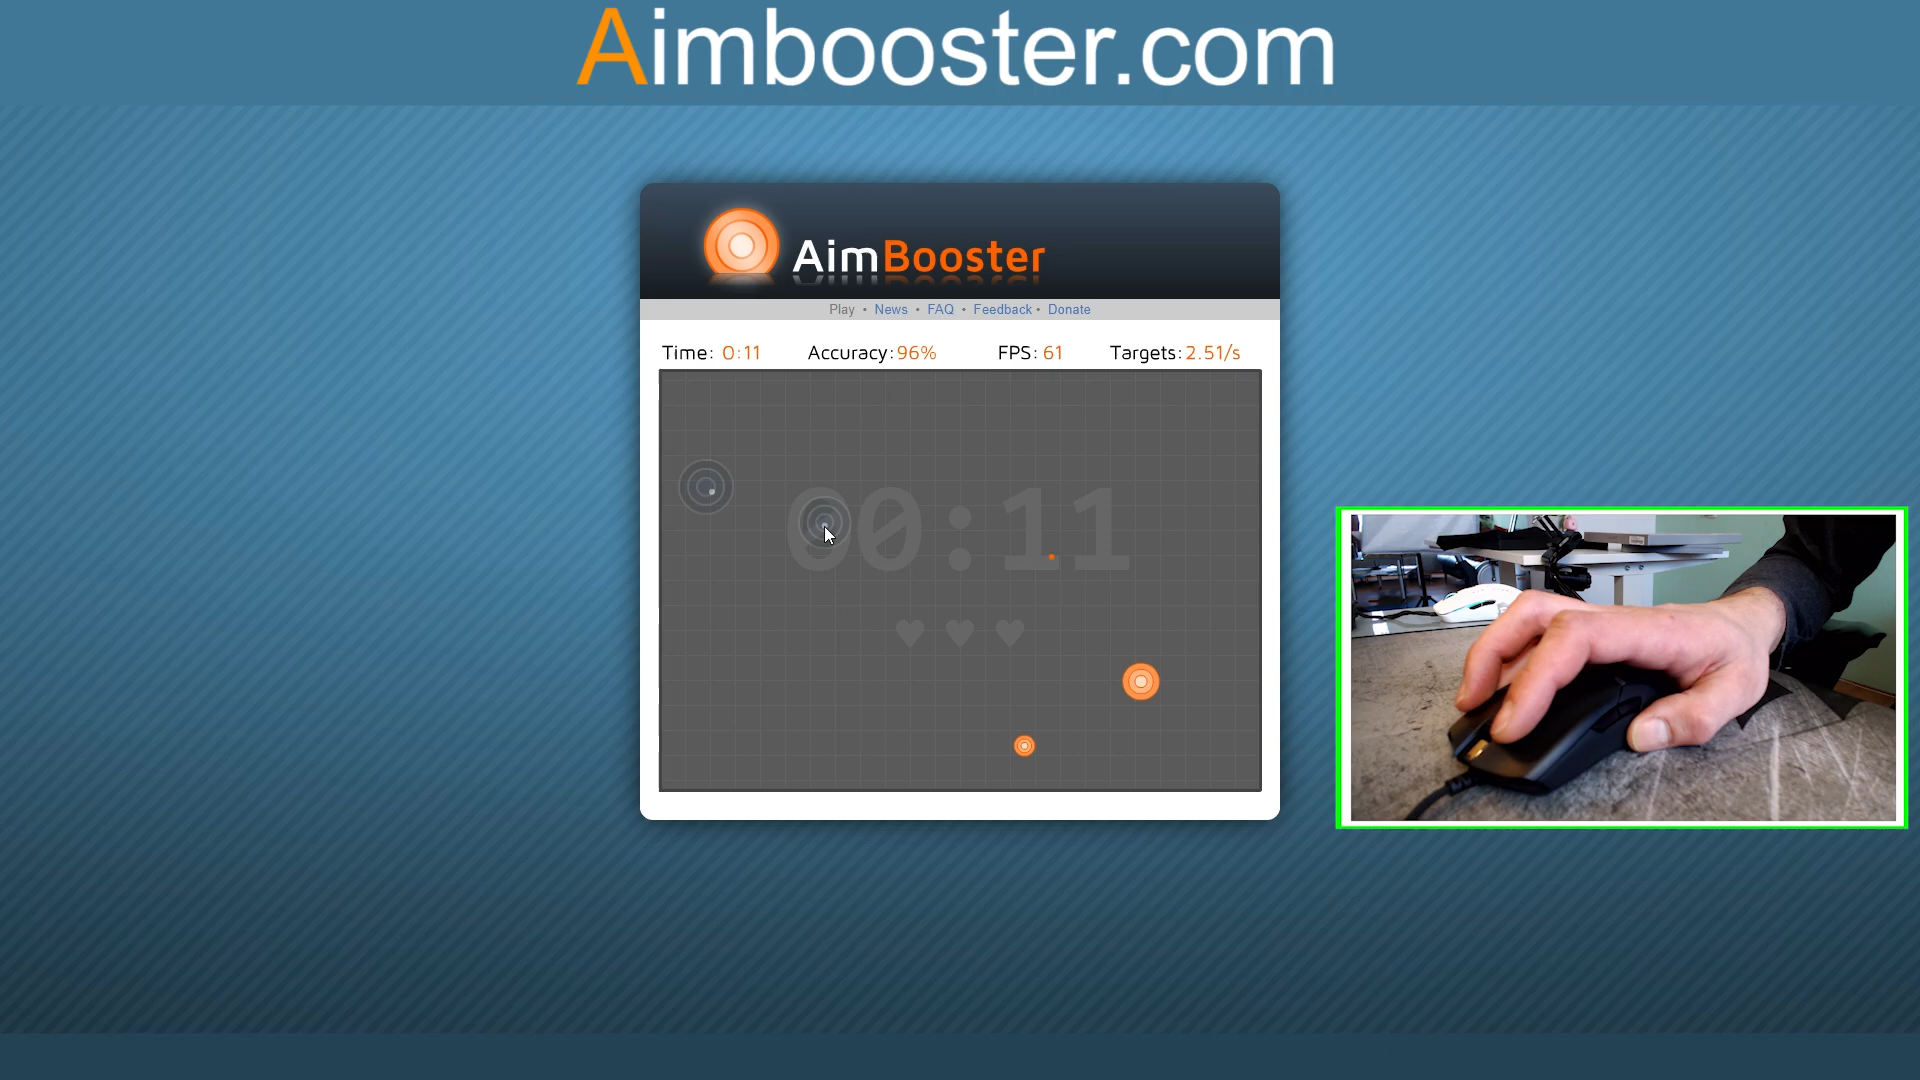 Aimbooster.com
AimBooster
Play • News • FAQ • Feedback • Donate
Time: 0:11 Accuracy: 96% FPS: 61 Targets: 2.51/s
00:11